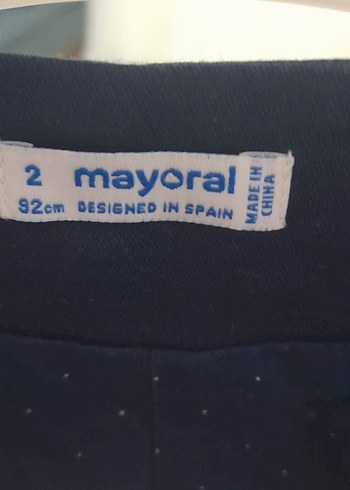 2 mayoral
92cm DESIGNED IN SPAIN
MADE IN
CHINA